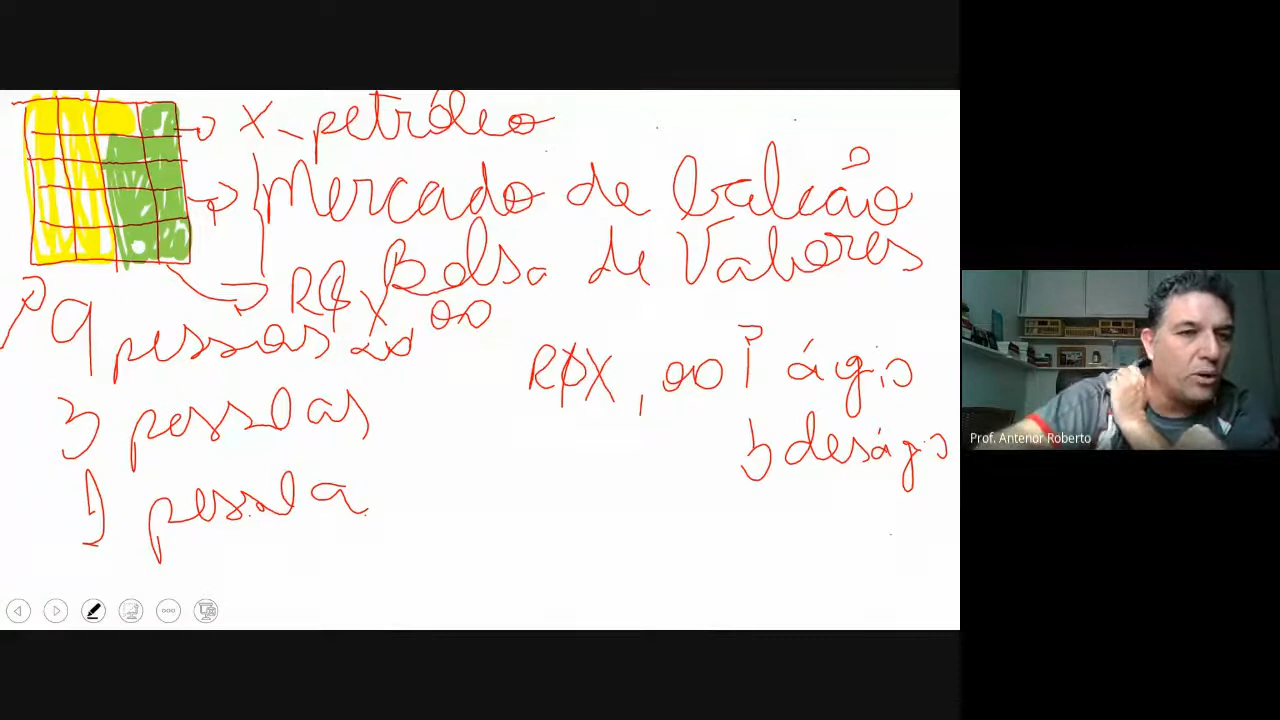 X - petróleo
Mercado de balcão
Bolsa de Valores
R$ X,00
9 pessoas
3 pessoas
1 pessoa
R$X,00 ágio
deságio
Prof. Antenor Roberto